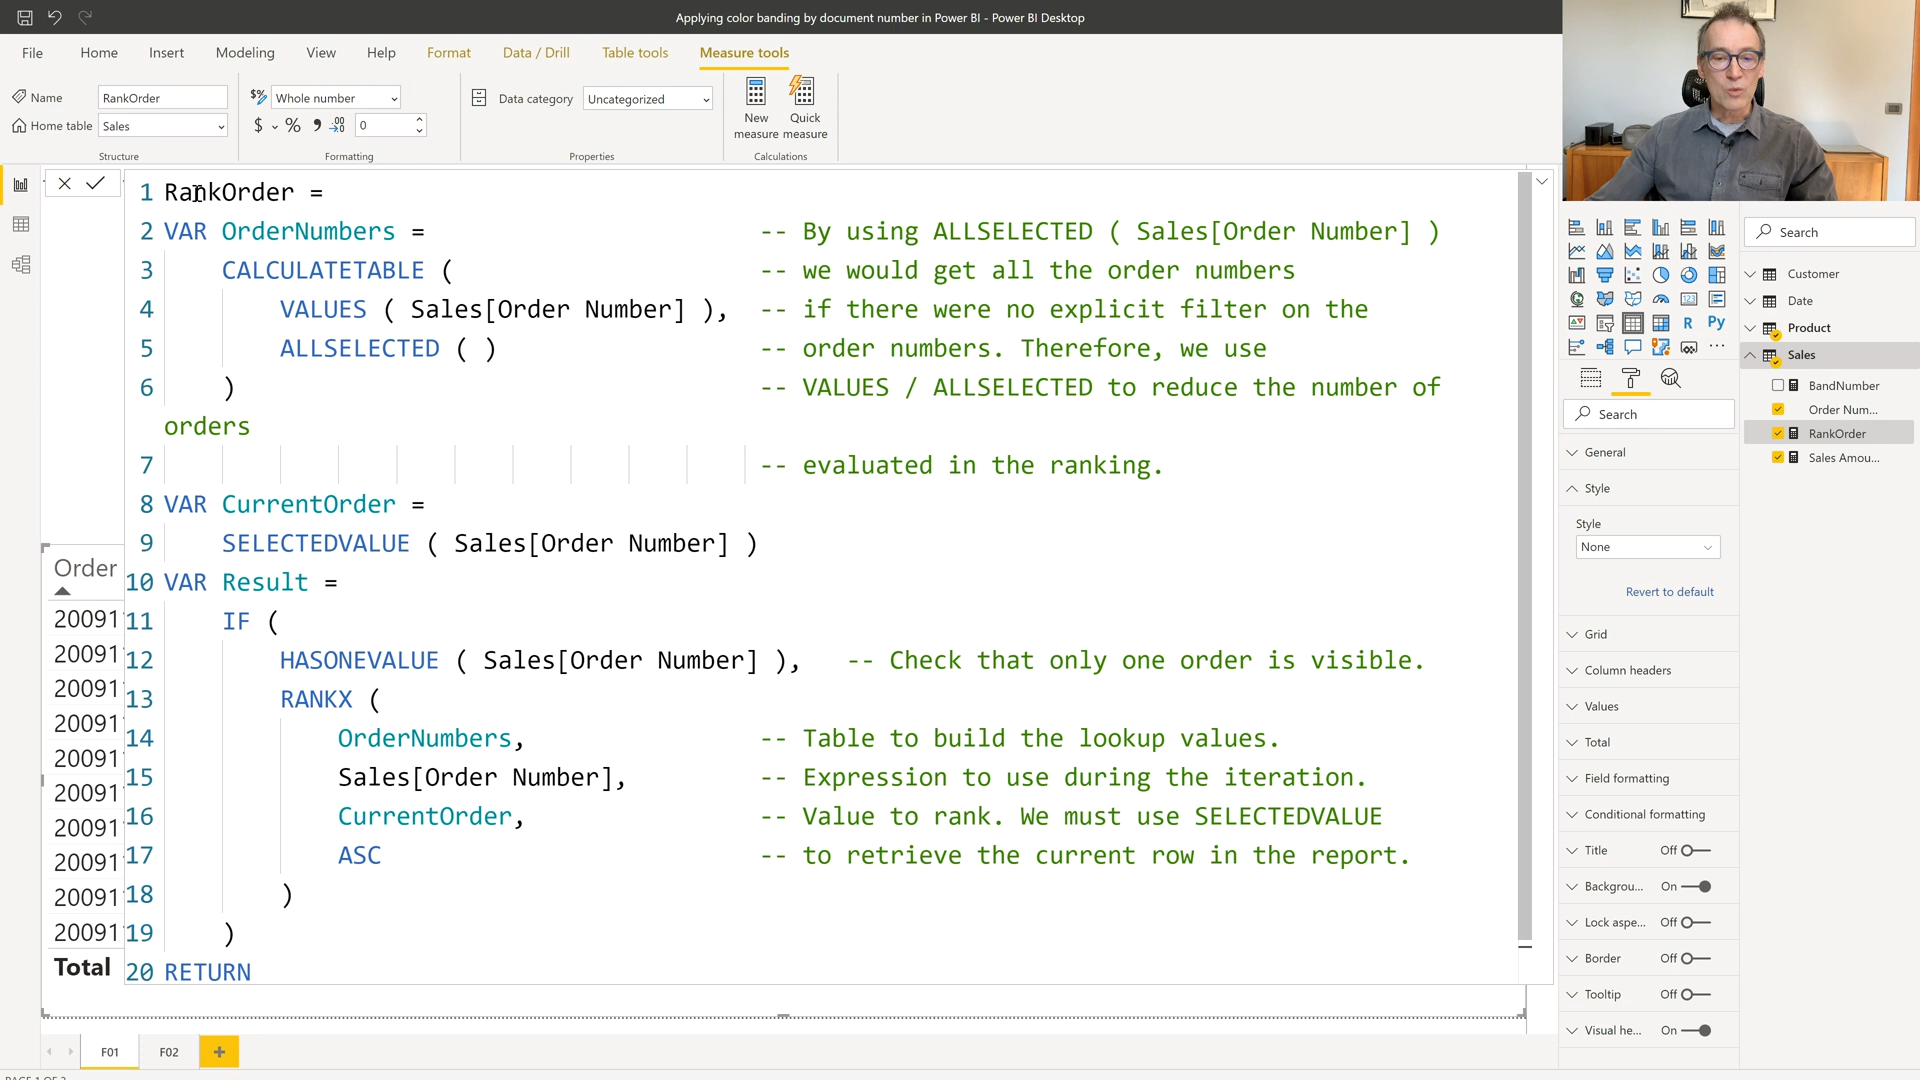 Applying color banding by document number in Power BI - Power BI Desktop
File Home Insert Modeling View Help Format Data / Drill Table tools Measure tools
Name RankOrder
Whole number
Data category Uncategorized
Home table Sales
$ % 0
New measure
Quick measure
Structure Formatting Properties Calculations
1 RankOrder =
2 VAR OrderNumbers = -- By using ALLSELECTED ( Sales[Order Number] )
3 CALCULATETABLE ( -- we would get all the order numbers
4 VALUES ( Sales[Order Number] ), -- if there were no explicit filter on the
5 ALLSELECTED ( ) -- order numbers. Therefore, we use
6 ) -- VALUES / ALLSELECTED to reduce the number of
orders
7 -- evaluated in the ranking.
8 VAR CurrentOrder =
9 SELECTEDVALUE ( Sales[Order Number] )
10 VAR Result =
11 IF (
12 HASONEVALUE ( Sales[Order Number] ), -- Check that only one order is visible.
13 RANKX (
14 OrderNumbers, -- Table to build the lookup values.
15 Sales[Order Number], -- Expression to use during the iteration.
16 CurrentOrder, -- Value to rank. We must use SELECTEDVALUE
17 ASC -- to retrieve the current row in the report.
18 )
19 )
20 RETURN
Order
20091
20091
20091
20091
20091
20091
20091
20091
20091
20091
Total
F01 F02 +
R Py
Search
General
Style
Style
None
Revert to default
Grid
Column headers
Values
Total
Field formatting
Conditional formatting
Title Off
Backgrou... On
Lock aspe... Off
Border Off
Tooltip Off
Visual he... On
Search
Customer
Date
Product
Sales
BandNumber
Order Num...
RankOrder
Sales Amou...